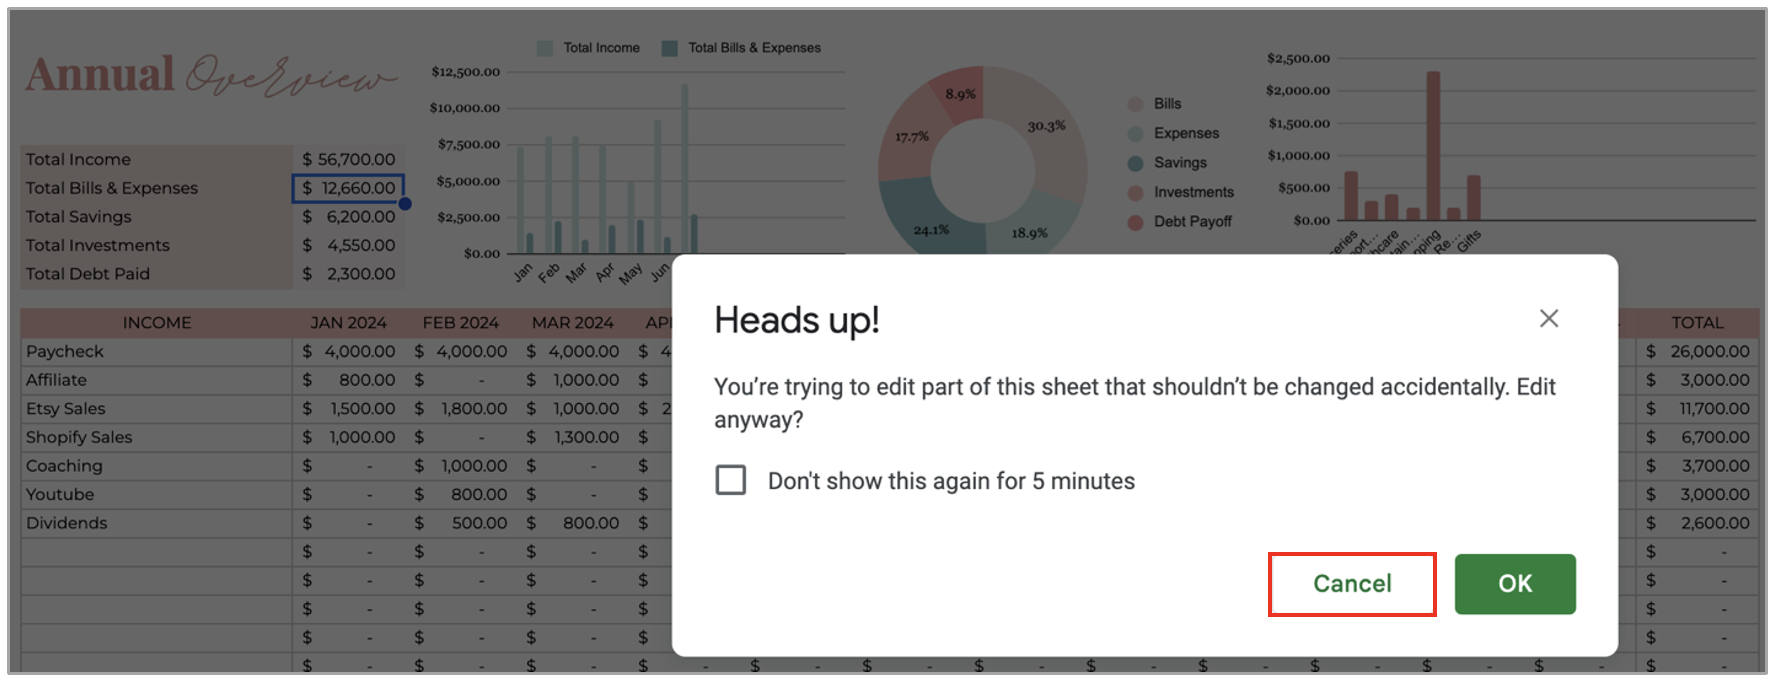 Annual Overview
Total Income $ 56,700.00
Total Bills & Expenses $ 12,660.00
Total Savings $ 6,200.00
Total Investments $ 4,550.00
Total Debt Paid $ 2,300.00
Total Income Total Bills & Expenses
$12,500.00
$10,000.00
$7,500.00
$5,000.00
$2,500.00
$0.00
Jan Feb Mar Apr May Jun
8.9%
30.3%
17.7%
24.1%
18.9%
Bills
Expenses
Savings
Investments
Debt Payoff
$2,500.00
$2,000.00
$1,500.00
$1,000.00
$500.00
$0.00
...eries ...port... ...hcare ...tain... ...pping Re... Gifts
INCOME JAN 2024 FEB 2024 MAR 2024 TOTAL
Paycheck $ 4,000.00 $ 4,000.00 $ 4,000.00 $ 4 $ 26,000.00
Affiliate $ 800.00 $ - $ 1,000.00 $ $ 3,000.00
Etsy Sales $ 1,500.00 $ 1,800.00 $ 1,000.00 $ 2 $ 11,700.00
Shopify Sales $ 1,000.00 $ - $ 1,300.00 $ $ 6,700.00
Coaching $ - $ 1,000.00 $ - $ $ 3,700.00
Youtube $ - $ 800.00 $ - $ $ 3,000.00
Dividends $ - $ 500.00 $ 800.00 $ $ 2,600.00
$ - $ - $ - $ $ -
$ - $ - $ - $ $ -
$ - $ - $ - $ $ -
$ - $ - $ - $ $ -
$ - $ - $ - $ - $ - $ - $ - $ - $ - $ - $ - $ - $ -
Heads up!
You’re trying to edit part of this sheet that shouldn’t be changed accidentally. Edit
anyway?
Don't show this again for 5 minutes
Cancel OK